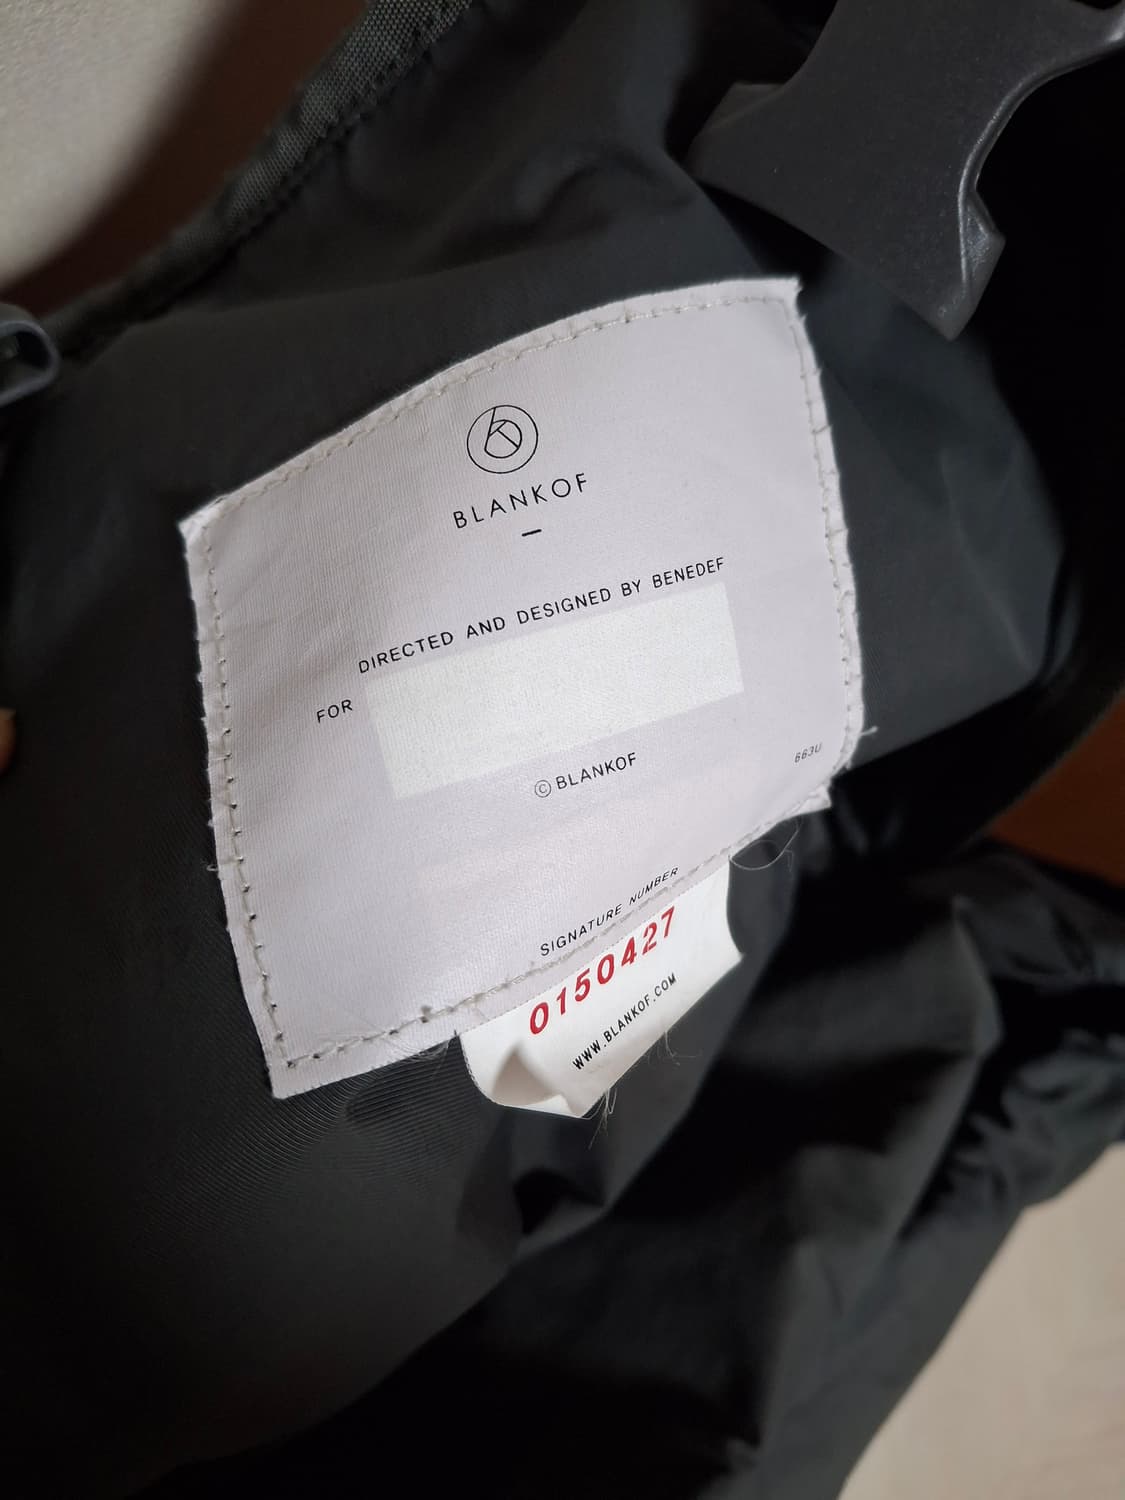 BLANKOF
DIRECTED AND DESIGNED BY BENEDEF
FOR
© BLANKOF
663U
SIGNATURE NUMBER
0150427
WWW.BLANKOF.COM